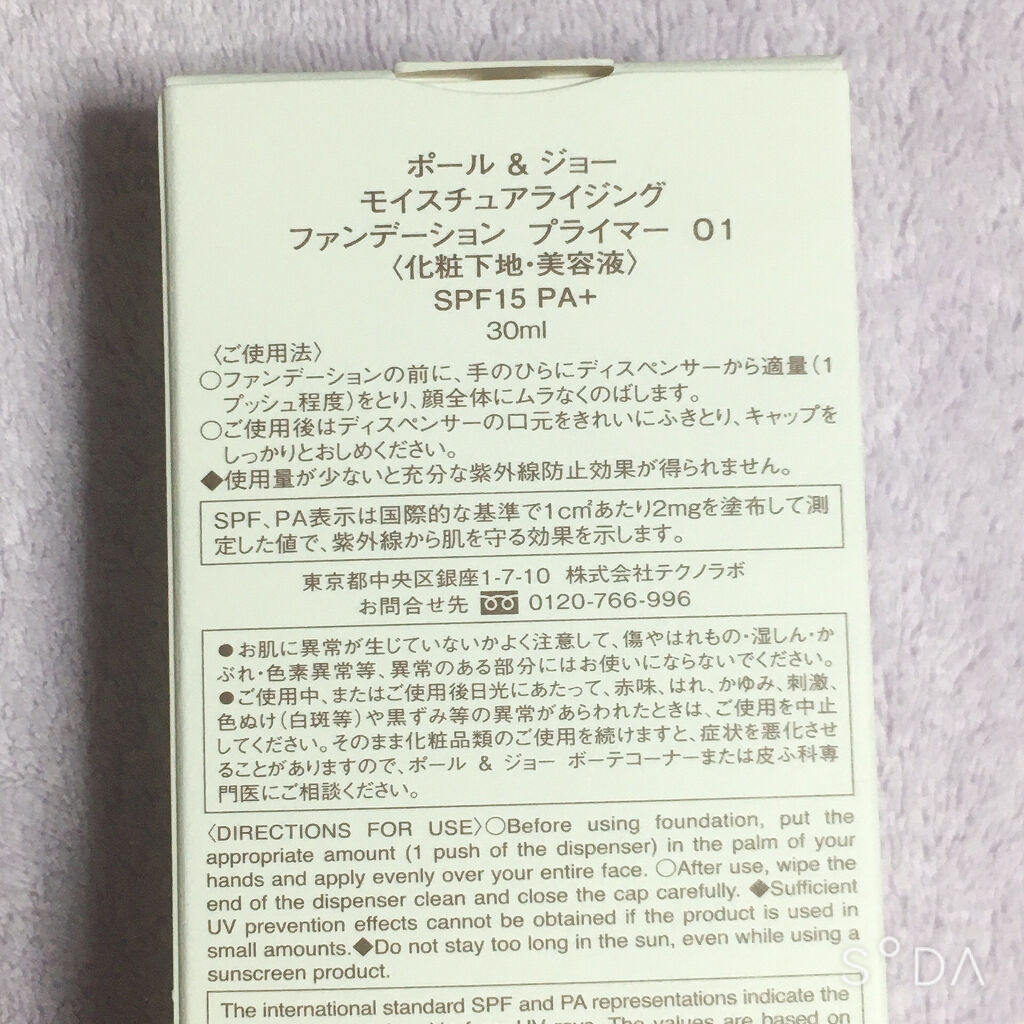 ポール & ジョー
モイスチュアライジング
ファンデーション プライマー 01
〈化粧下地・美容液〉
SPF15 PA+
30ml
〈ご使用法〉
○ファンデーションの前に、手のひらにディスペンサーから適量(1
プッシュ程度)をとり、顔全体にムラなくのばします。
○ご使用後はディスペンサーの口元をきれいにふきとり、キャップを
しっかりとおしめください。
◆使用量が少ないと充分な紫外線防止効果が得られません。
SPF、PA表示は国際的な基準で1c㎡あたり2mgを塗布して測
定した値で、紫外線から肌を守る効果を示します。
東京都中央区銀座1-7-10 株式会社テクノラボ
お問合せ先 0120-766-996
●お肌に異常が生じていないかよく注意して、傷やはれもの・湿しん・か
ぶれ・色素異常等、異常のある部分にはお使いにならないでください。
●ご使用中、またはご使用後日光にあたって、赤味、はれ、かゆみ、刺激、
色ぬけ(白斑等)や黒ずみ等の異常があらわれたときは、ご使用を中止
してください。そのまま化粧品類のご使用を続けますと、症状を悪化させ
ることがありますので、ポール & ジョー ボーテコーナーまたは皮ふ科専
門医にご相談ください。
〈DIRECTIONS FOR USE〉○Before using foundation, put the
appropriate amount (1 push of the dispenser) in the palm of your
hands and apply evenly over your entire face. ○After use, wipe the
end of the dispenser clean and close the cap carefully. ◆Sufficient
UV prevention effects cannot be obtained if the product is used in
small amounts.◆Do not stay too long in the sun, even while using a
sunscreen product.
SODA
The international standard SPF and PA representations indicate the
UV rays. The values are based on